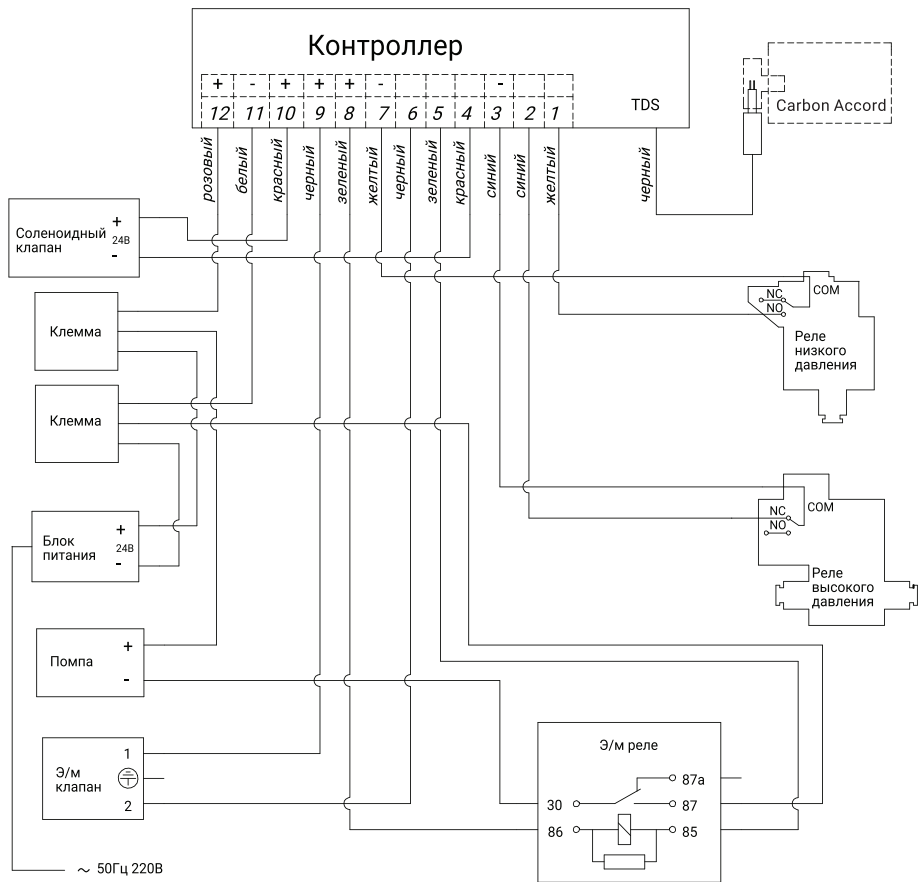 Контроллер
+ - + + + - -
12 11 10 9 8 7 6 5 4 3 2 1
TDS
Carbon Accord
розовый
белый
красный
черный
зеленый
желтый
черный
зеленый
красный
синий
синий
желтый
черный
Соленоидный
клапан
+
24В
-
Клемма
Клемма
NC
COM
NO
Реле
низкого
давления
NC
COM
NO
Реле
высокого
давления
Блок
питания
+
24В
-
Помпа
+
-
Э/м
клапан
1
2
Э/м реле
87а
30
87
86
85
~ 50Гц 220В